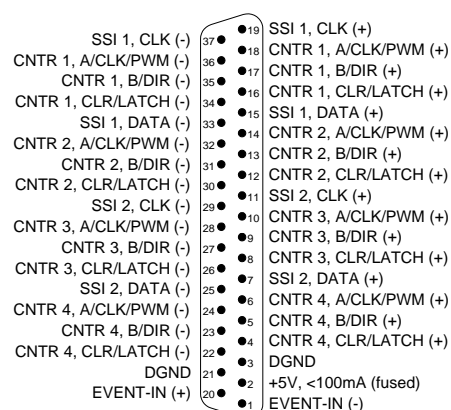 SSI 1, CLK (-) 37
CNTR 1, A/CLK/PWM (-) 36
CNTR 1, B/DIR (-) 35
CNTR 1, CLR/LATCH (-) 34
SSI 1, DATA (-) 33
CNTR 2, A/CLK/PWM (-) 32
CNTR 2, B/DIR (-) 31
CNTR 2, CLR/LATCH (-) 30
SSI 2, CLK (-) 29
CNTR 3, A/CLK/PWM (-) 28
CNTR 3, B/DIR (-) 27
CNTR 3, CLR/LATCH (-) 26
SSI 2, DATA (-) 25
CNTR 4, A/CLK/PWM (-) 24
CNTR 4, B/DIR (-) 23
CNTR 4, CLR/LATCH (-) 22
DGND 21
EVENT-IN (+) 20
19 SSI 1, CLK (+)
18 CNTR 1, A/CLK/PWM (+)
17 CNTR 1, B/DIR (+)
16 CNTR 1, CLR/LATCH (+)
15 SSI 1, DATA (+)
14 CNTR 2, A/CLK/PWM (+)
13 CNTR 2, B/DIR (+)
12 CNTR 2, CLR/LATCH (+)
11 SSI 2, CLK (+)
10 CNTR 3, A/CLK/PWM (+)
9 CNTR 3, B/DIR (+)
8 CNTR 3, CLR/LATCH (+)
7 SSI 2, DATA (+)
6 CNTR 4, A/CLK/PWM (+)
5 CNTR 4, B/DIR (+)
4 CNTR 4, CLR/LATCH (+)
3 DGND
2 +5V, <100mA (fused)
1 EVENT-IN (-)